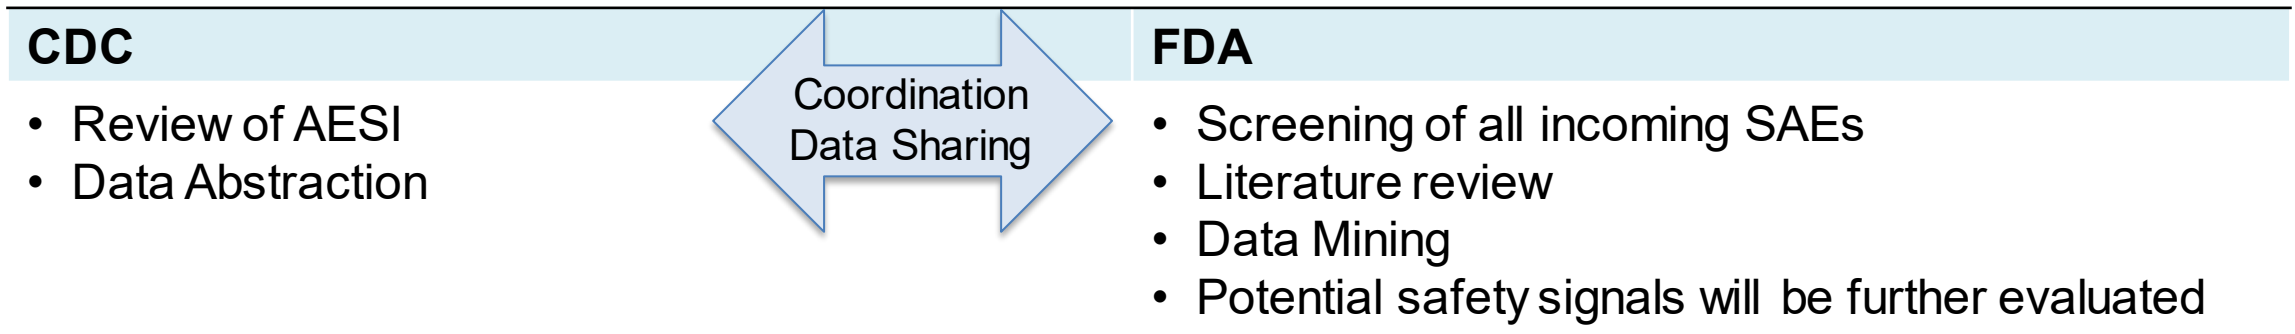 CDC
• Review of AESI
• Data Abstraction
Coordination
Data Sharing
FDA
• Screening of all incoming SAEs
• Literature review
• Data Mining
• Potential safety signals will be further evaluated